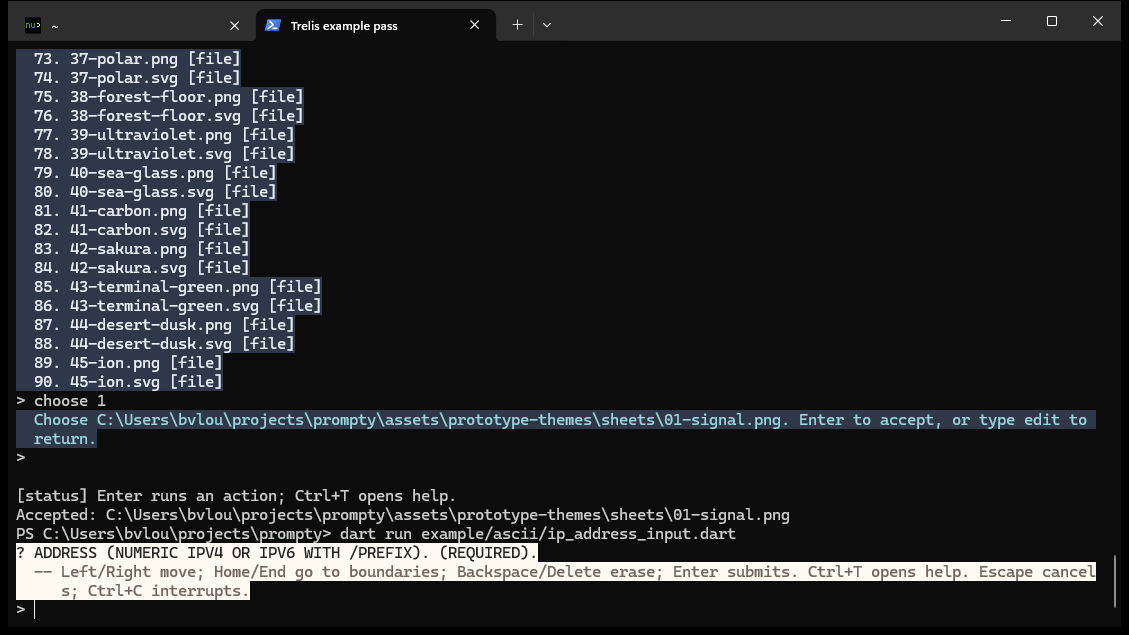 nu> ~
Trelis example pass
73. 37-polar.png [file]
74. 37-polar.svg [file]
75. 38-forest-floor.png [file]
76. 38-forest-floor.svg [file]
77. 39-ultraviolet.png [file]
78. 39-ultraviolet.svg [file]
79. 40-sea-glass.png [file]
80. 40-sea-glass.svg [file]
81. 41-carbon.png [file]
82. 41-carbon.svg [file]
83. 42-sakura.png [file]
84. 42-sakura.svg [file]
85. 43-terminal-green.png [file]
86. 43-terminal-green.svg [file]
87. 44-desert-dusk.png [file]
88. 44-desert-dusk.svg [file]
89. 45-ion.png [file]
90. 45-ion.svg [file]
> choose 1
Choose C:\Users\bvlou\projects\prompty\assets\prototype-themes\sheets\01-signal.png. Enter to accept, or type edit to
return.
>
[status] Enter runs an action; Ctrl+T opens help.
Accepted: C:\Users\bvlou\projects\prompty\assets\prototype-themes\sheets\01-signal.png
PS C:\Users\bvlou\projects\prompty> dart run example/ascii/ip_address_input.dart
? ADDRESS (NUMERIC IPV4 OR IPV6 WITH /PREFIX). (REQUIRED).
-- Left/Right move; Home/End go to boundaries; Backspace/Delete erase; Enter submits. Ctrl+T opens help. Escape cancel
s; Ctrl+C interrupts.
>